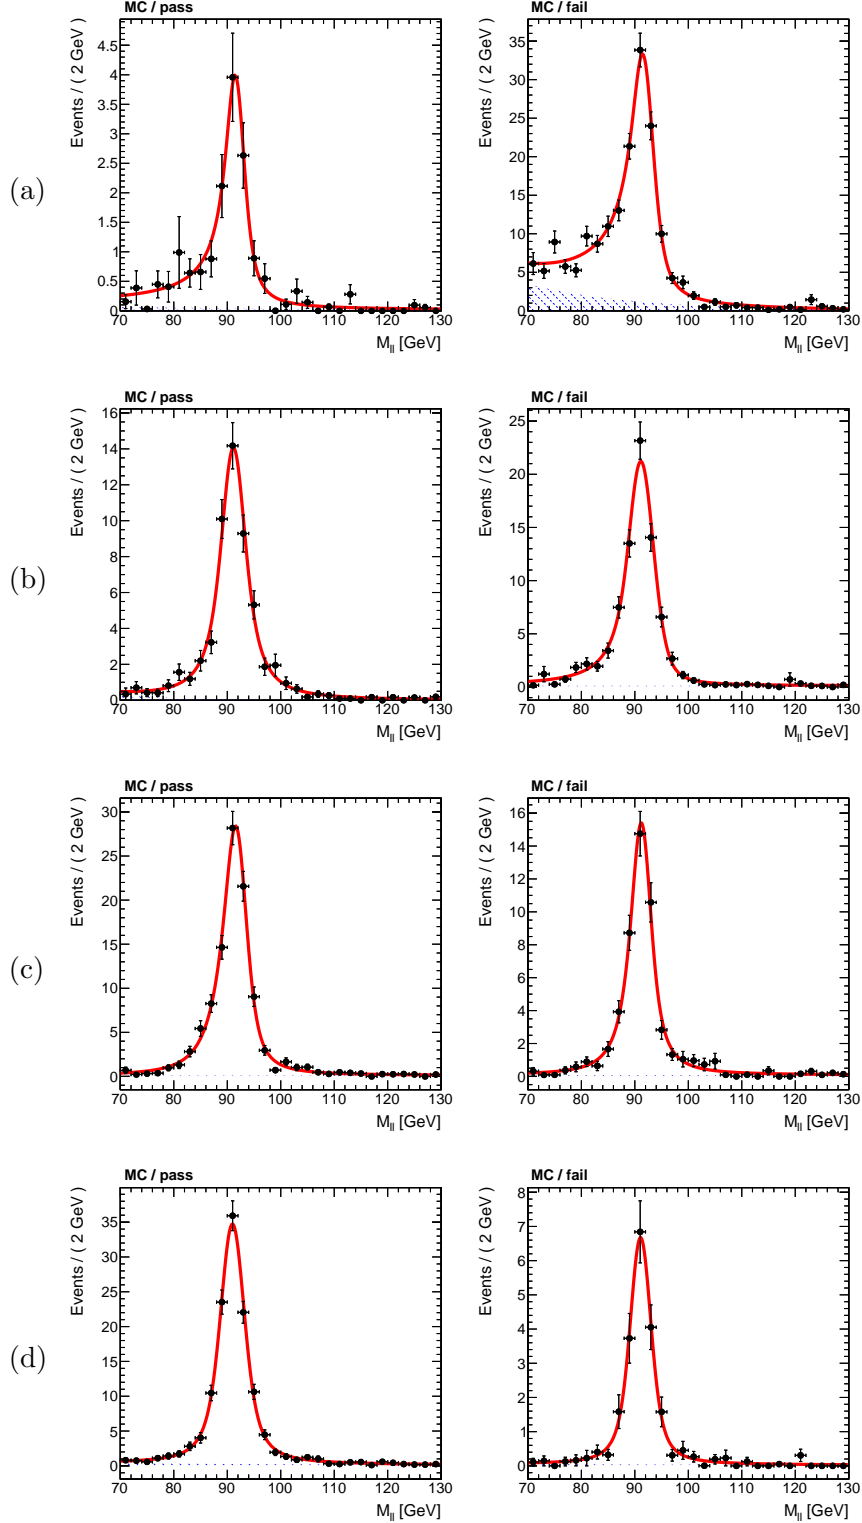 MC / pass
Events / ( 2 GeV )
4.5
4
3.5
3
2.5
2
1.5
1
0.5
0
70 80 90 100 110 120 130
M_ll [GeV]
MC / fail
Events / ( 2 GeV )
35
30
25
20
15
10
5
0
70 80 90 100 110 120 130
M_ll [GeV]
(a)
MC / pass
Events / ( 2 GeV )
16
14
12
10
8
6
4
2
0
70 80 90 100 110 120 130
M_ll [GeV]
MC / fail
Events / ( 2 GeV )
25
20
15
10
5
0
70 80 90 100 110 120 130
M_ll [GeV]
(b)
MC / pass
Events / ( 2 GeV )
30
25
20
15
10
5
0
70 80 90 100 110 120 130
M_ll [GeV]
MC / fail
Events / ( 2 GeV )
16
14
12
10
8
6
4
2
0
70 80 90 100 110 120 130
M_ll [GeV]
(c)
MC / pass
Events / ( 2 GeV )
35
30
25
20
15
10
5
0
70 80 90 100 110 120 130
M_ll [GeV]
MC / fail
Events / ( 2 GeV )
8
7
6
5
4
3
2
1
0
70 80 90 100 110 120 130
M_ll [GeV]
(d)